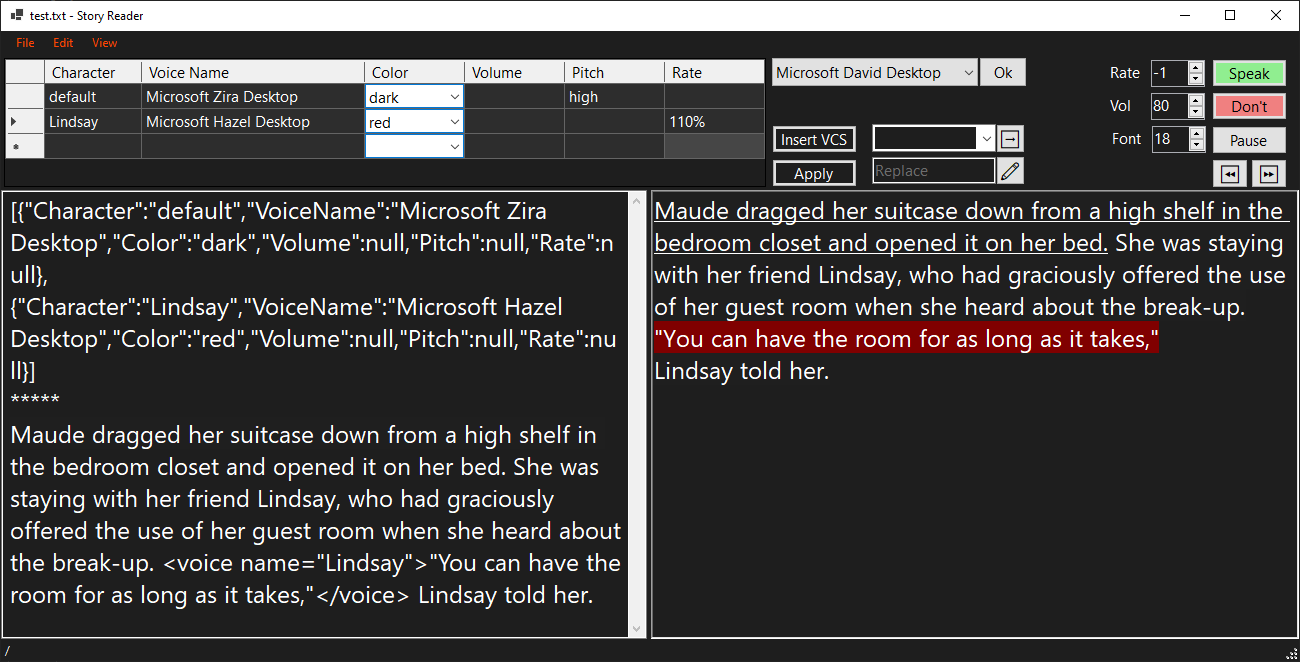 test.txt - Story Reader
File Edit View
Character Voice Name Color Volume Pitch Rate
default Microsoft Zira Desktop dark high
Lindsay Microsoft Hazel Desktop red 110%
Microsoft David Desktop Ok
Insert VCS
Apply Replace
Rate -1 Speak
Vol 80 Don't
Font 18 Pause
[{"Character":"default","VoiceName":"Microsoft Zira
Desktop","Color":"dark","Volume":null,"Pitch":null,"Rate":n
ull},
{"Character":"Lindsay","VoiceName":"Microsoft Hazel
Desktop","Color":"red","Volume":null,"Pitch":null,"Rate":nu
ll}]
*****
Maude dragged her suitcase down from a high shelf in
the bedroom closet and opened it on her bed. She was
staying with her friend Lindsay, who had graciously
offered the use of her guest room when she heard about
the break-up. <voice name="Lindsay">"You can have the
room for as long as it takes,"</voice> Lindsay told her.
Maude dragged her suitcase down from a high shelf in the
bedroom closet and opened it on her bed. She was staying
with her friend Lindsay, who had graciously offered the use
of her guest room when she heard about the break-up.
"You can have the room for as long as it takes,"
Lindsay told her.
/